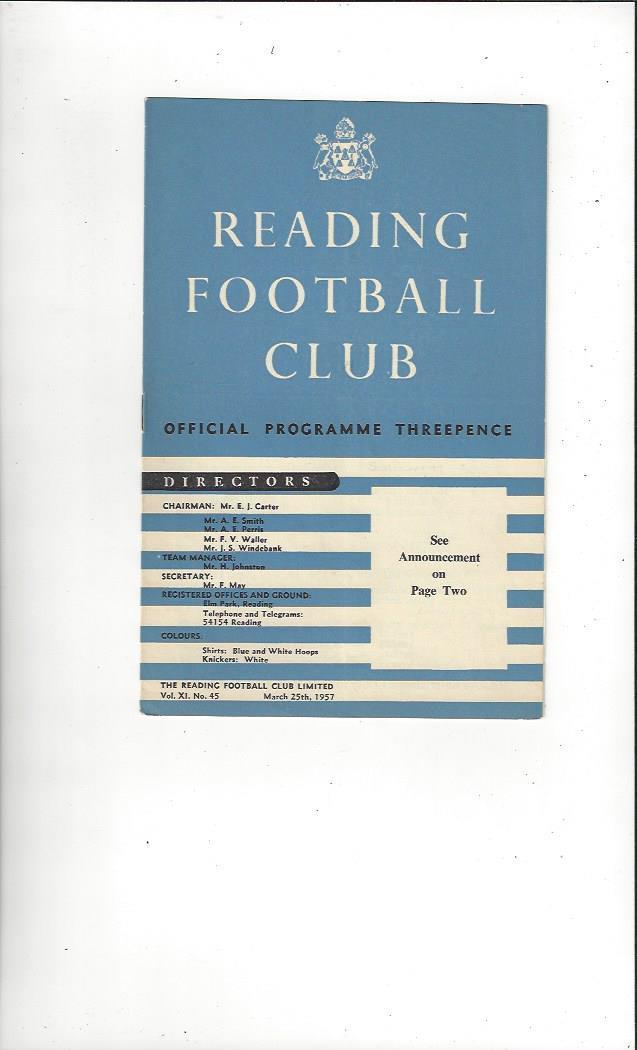 READING
FOOTBALL
CLUB
OFFICIAL PROGRAMME THREEPENCE
DIRECTORS
CHAIRMAN: Mr. E. J. Carter
Mr. A. E. Smith
Mr. A. E. Perris
Mr. F. V. Waller
Mr. J. S. Windebank
TEAM MANAGER:
Mr. H. Johnston
SECRETARY:
Mr. F. May
REGISTERED OFFICES AND GROUND:
Elm Park, Reading
Telephone and Telegrams:
54154 Reading
COLOURS:
Shirts: Blue and White Hoops
Knickers: White
THE READING FOOTBALL CLUB LIMITED
Vol. XI. No. 45 March 25th, 1957
See
Announcement
on
Page Two